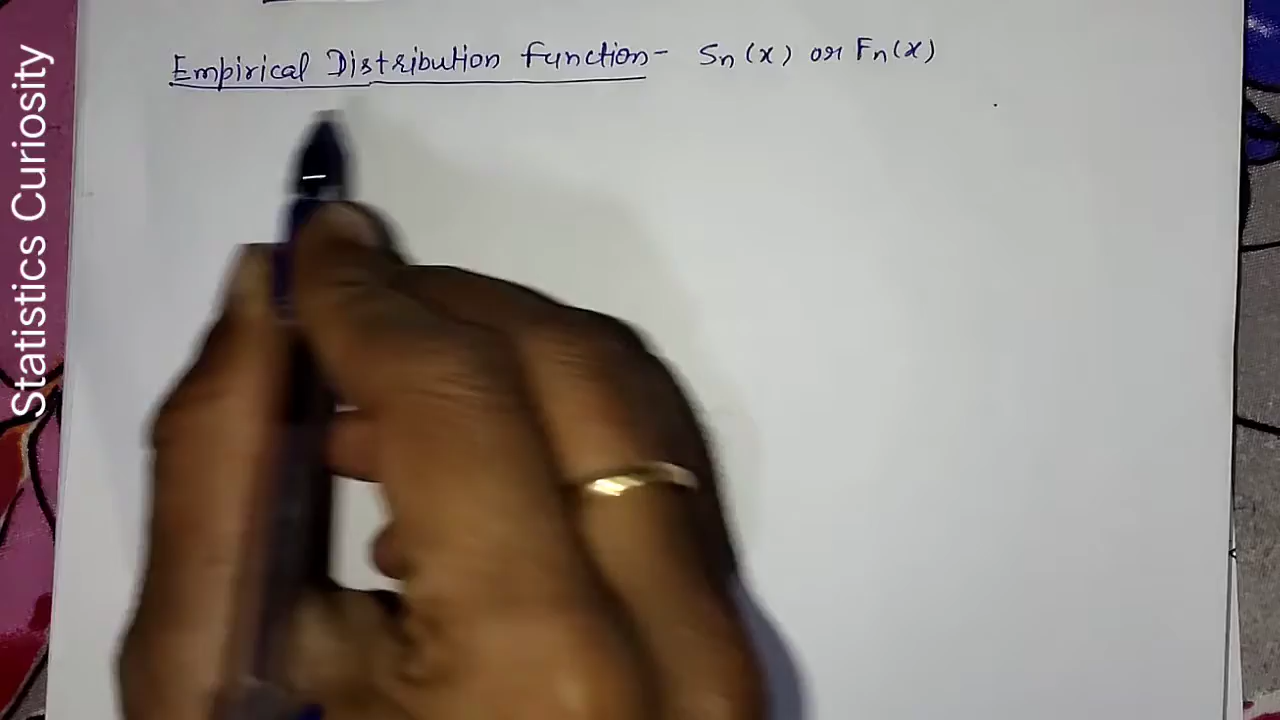 Empirical Distribution function- Sn(x) or Fn(x)
Statistics Curiosity